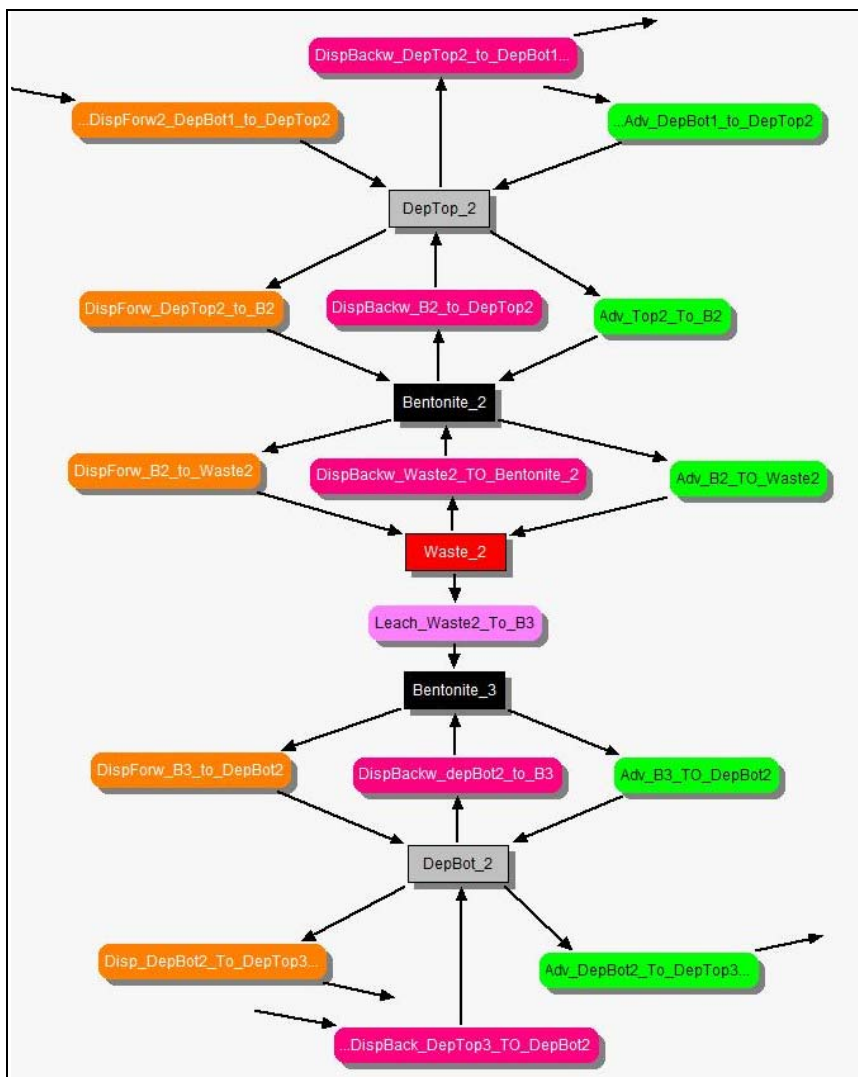 DispBackw_DepTop2_to_DepBot1...
...DispForw2_DepBot1_to_DepTop2
...Adv_DepBot1_to_DepTop2
DepTop_2
DispForw_DepTop2_to_B2
DispBackw_B2_to_DepTop2
Adv_Top2_To_B2
Bentonite_2
DispForw_B2_to_Waste2
DispBackw_Waste2_TO_Bentonite_2
Adv_B2_TO_Waste2
Waste_2
Leach_Waste2_To_B3
Bentonite_3
DispForw_B3_to_DepBot2
DispBackw_depBot2_to_B3
Adv_B3_TO_DepBot2
DepBot_2
Disp_DepBot2_To_DepTop3...
Adv_DepBot2_To_DepTop3...
...DispBack_DepTop3_TO_DepBot2